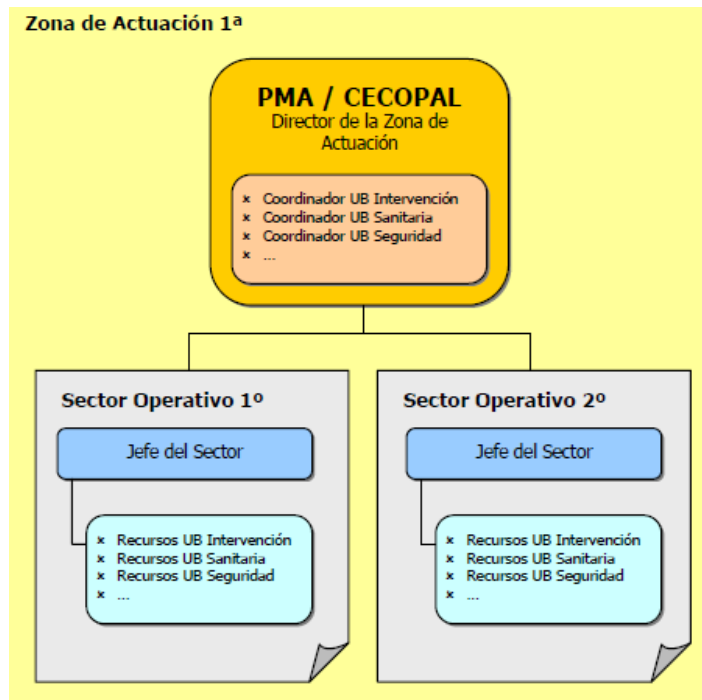 Zona de Actuación 1ª
PMA / CECOPAL
Director de la Zona de
Actuación
× Coordinador UB Intervención
× Coordinador UB Sanitaria
× Coordinador UB Seguridad
× ...
Sector Operativo 1º
Jefe del Sector
× Recursos UB Intervención
× Recursos UB Sanitaria
× Recursos UB Seguridad
× ...
Sector Operativo 2º
Jefe del Sector
× Recursos UB Intervención
× Recursos UB Sanitaria
× Recursos UB Seguridad
× ...